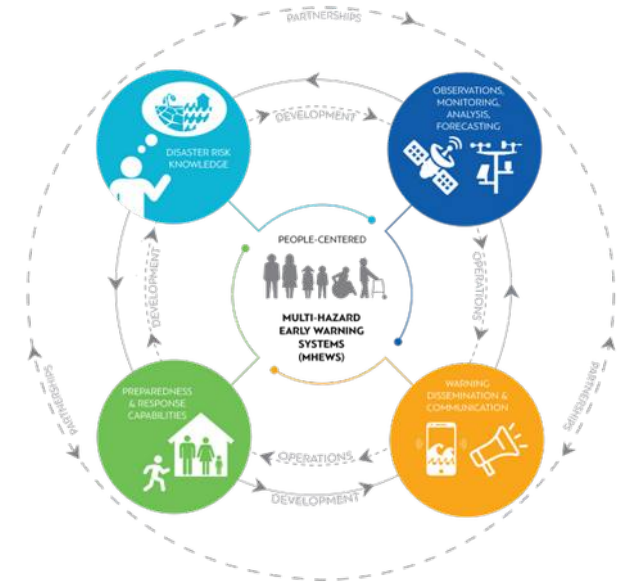 PARTNERSHIPS
OBSERVATIONS,
MONITORING,
ANALYSIS,
FORECASTING
DEVELOPMENT
DISASTER RISK
KNOWLEDGE
PEOPLE-CENTERED
DEVELOPMENT
OPERATIONS
MULTI-HAZARD
EARLY WARNING
SYSTEMS
(MHEWS)
PARTNERSHIPS
PREPAREDNESS
& RESPONSE
CAPABILITIES
WARNING
DISSEMINATION &
COMMUNICATION
PARTNERSHIPS
OPERATIONS
DEVELOPMENT